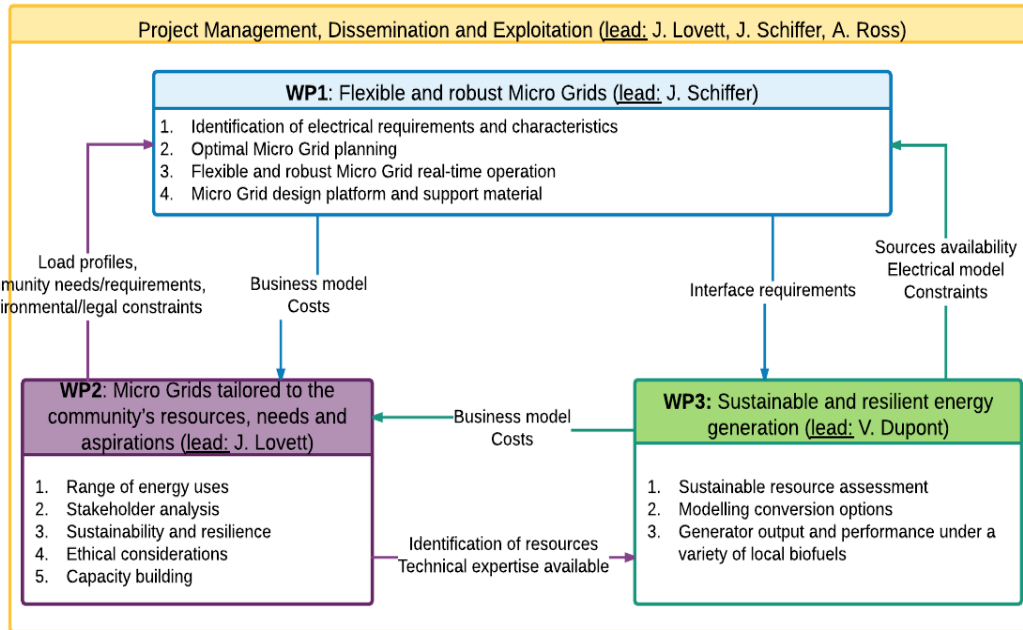 Project Management, Dissemination and Exploitation (lead: J. Lovett, J. Schiffer, A. Ross)
WP1: Flexible and robust Micro Grids (lead: J. Schiffer)
1. Identification of electrical requirements and characteristics
2. Optimal Micro Grid planning
3. Flexible and robust Micro Grid real-time operation
4. Micro Grid design platform and support material
Load profiles,
munity needs/requirements,
ironmental/legal constraints
Business model
Costs
Interface requirements
Sources availability
Electrical model
Constraints
WP2: Micro Grids tailored to the
community's resources, needs and
aspirations (lead: J. Lovett)
1. Range of energy uses
2. Stakeholder analysis
3. Sustainability and resilience
4. Ethical considerations
5. Capacity building
Business model
Costs
Identification of resources
Technical expertise available
WP3: Sustainable and resilient energy
generation (lead: V. Dupont)
1. Sustainable resource assessment
2. Modelling conversion options
3. Generator output and performance under a
variety of local biofuels